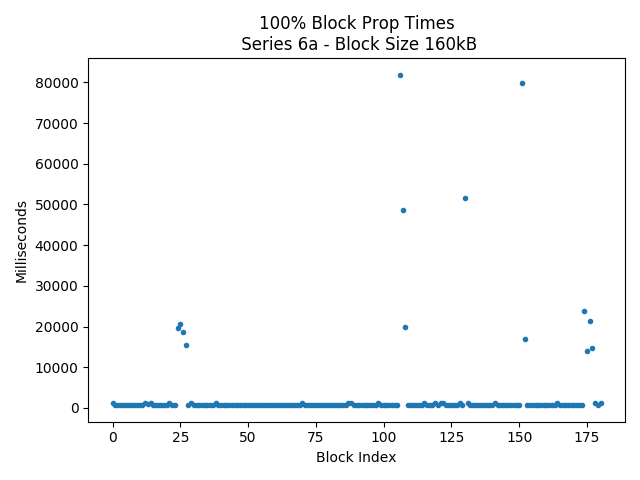 100% Block Prop Times
Series 6a - Block Size 160kB
80000
70000
60000
50000
40000
30000
20000
10000
0
Milliseconds
0 25 50 75 100 125 150 175
Block Index